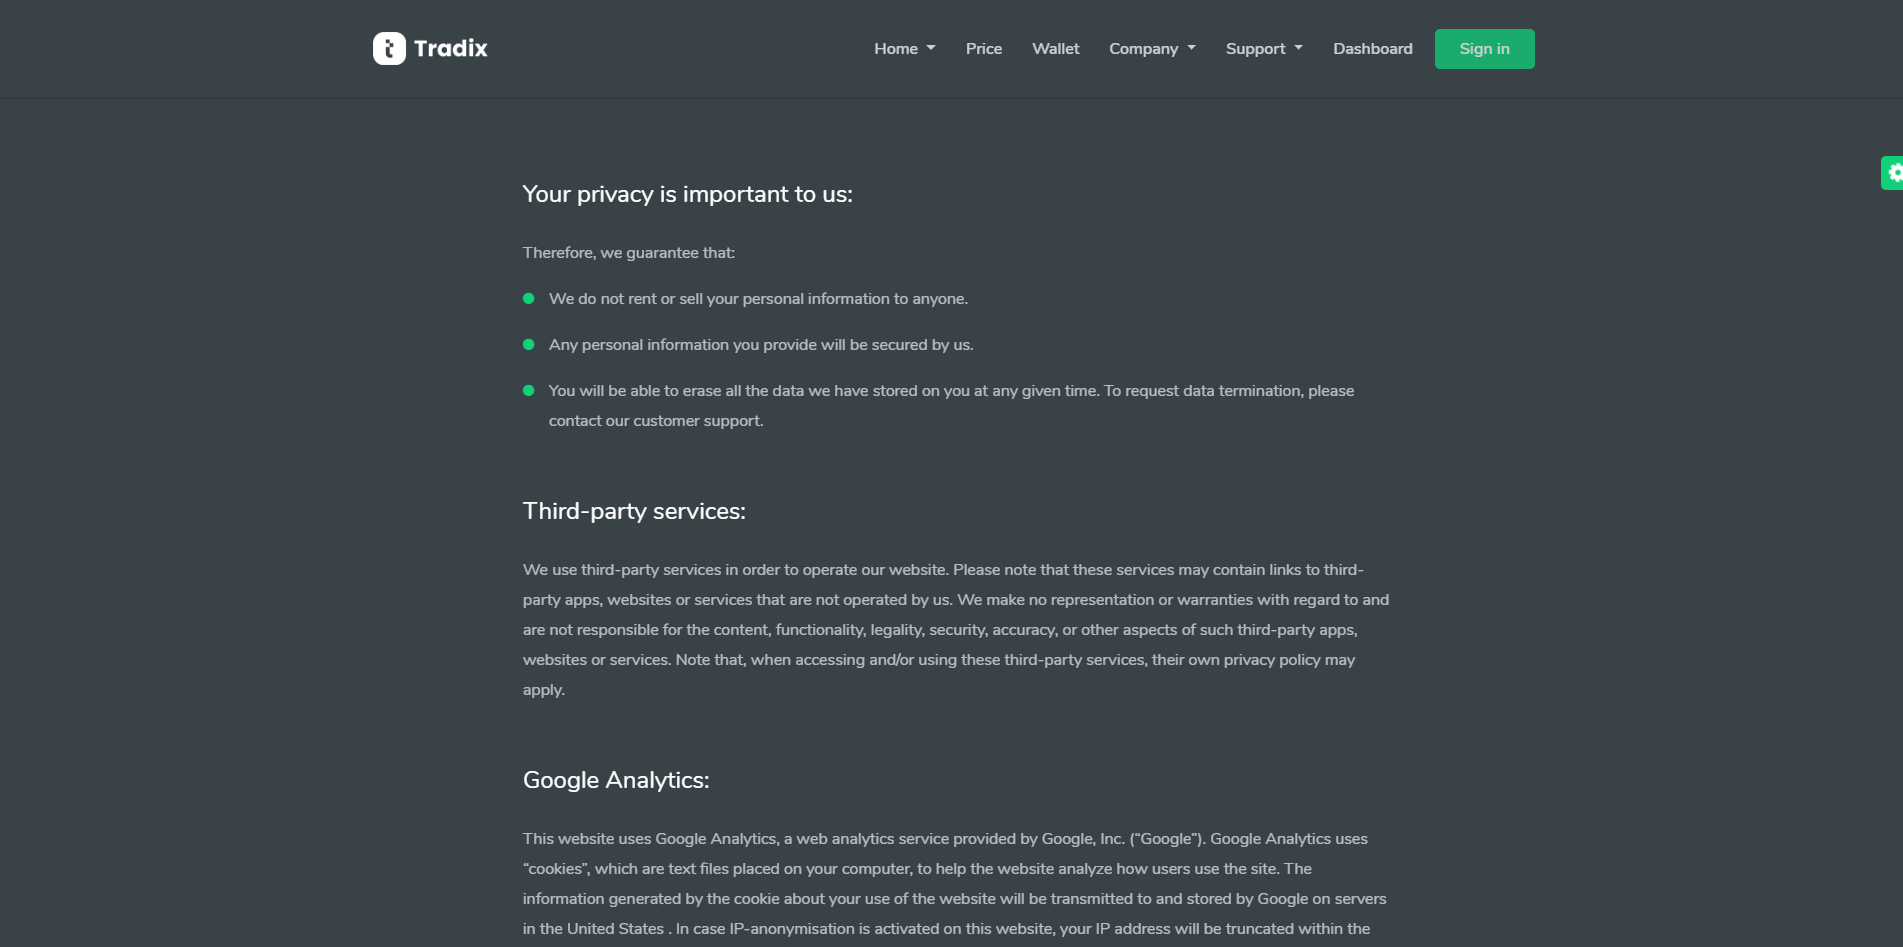 Tradix
Home
Price
Wallet
Company
Support
Dashboard
Sign in
Your privacy is important to us:
Therefore, we guarantee that:
We do not rent or sell your personal information to anyone.
Any personal information you provide will be secured by us.
You will be able to erase all the data we have stored on you at any given time. To request data termination, please
contact our customer support.
Third-party services:
We use third-party services in order to operate our website. Please note that these services may contain links to third-
party apps, websites or services that are not operated by us. We make no representation or warranties with regard to and
are not responsible for the content, functionality, legality, security, accuracy, or other aspects of such third-party apps,
websites or services. Note that, when accessing and/or using these third-party services, their own privacy policy may
apply.
Google Analytics:
This website uses Google Analytics, a web analytics service provided by Google, Inc. (“Google”). Google Analytics uses
“cookies”, which are text files placed on your computer, to help the website analyze how users use the site. The
information generated by the cookie about your use of the website will be transmitted to and stored by Google on servers
in the United States . In case IP-anonymisation is activated on this website, your IP address will be truncated within the